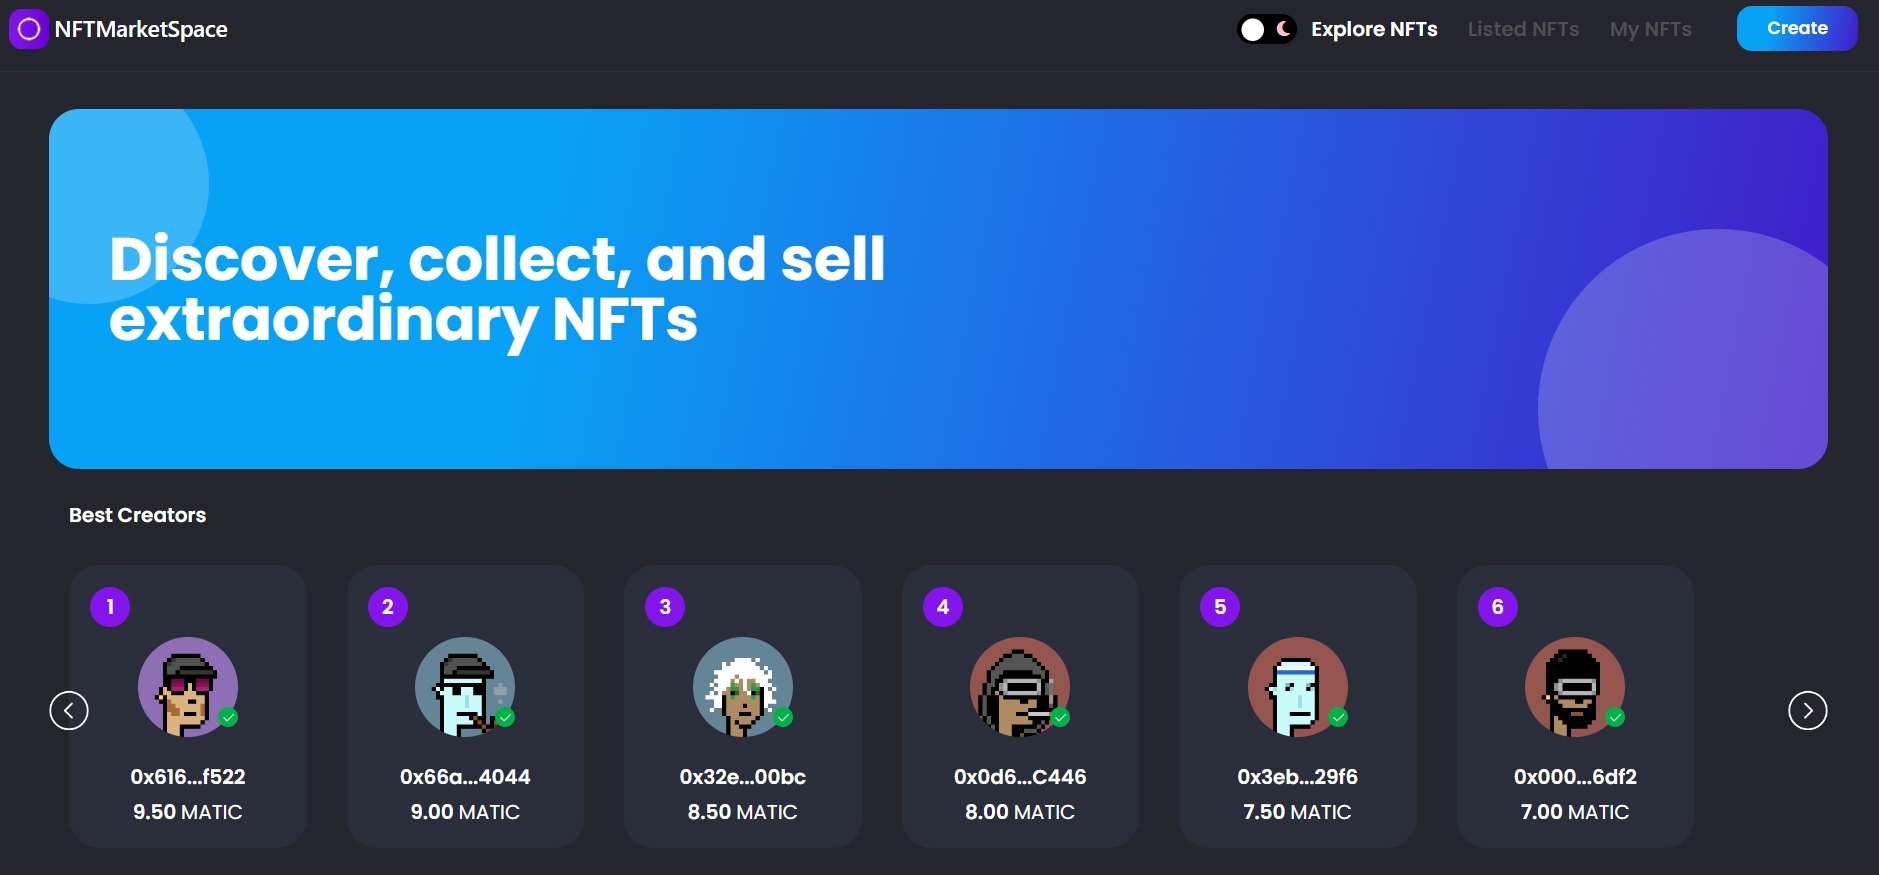 NFTMarketSpace
Explore NFTs
Listed NFTs
My NFTs
Create
Discover, collect, and sell
extraordinary NFTs
Best Creators
1
2
3
4
5
6
0x616...f522
0x66a...4044
0x32e...00bc
0x0d6...C446
0x3eb...29f6
0x000...6df2
9.50 MATIC
9.00 MATIC
8.50 MATIC
8.00 MATIC
7.50 MATIC
7.00 MATIC